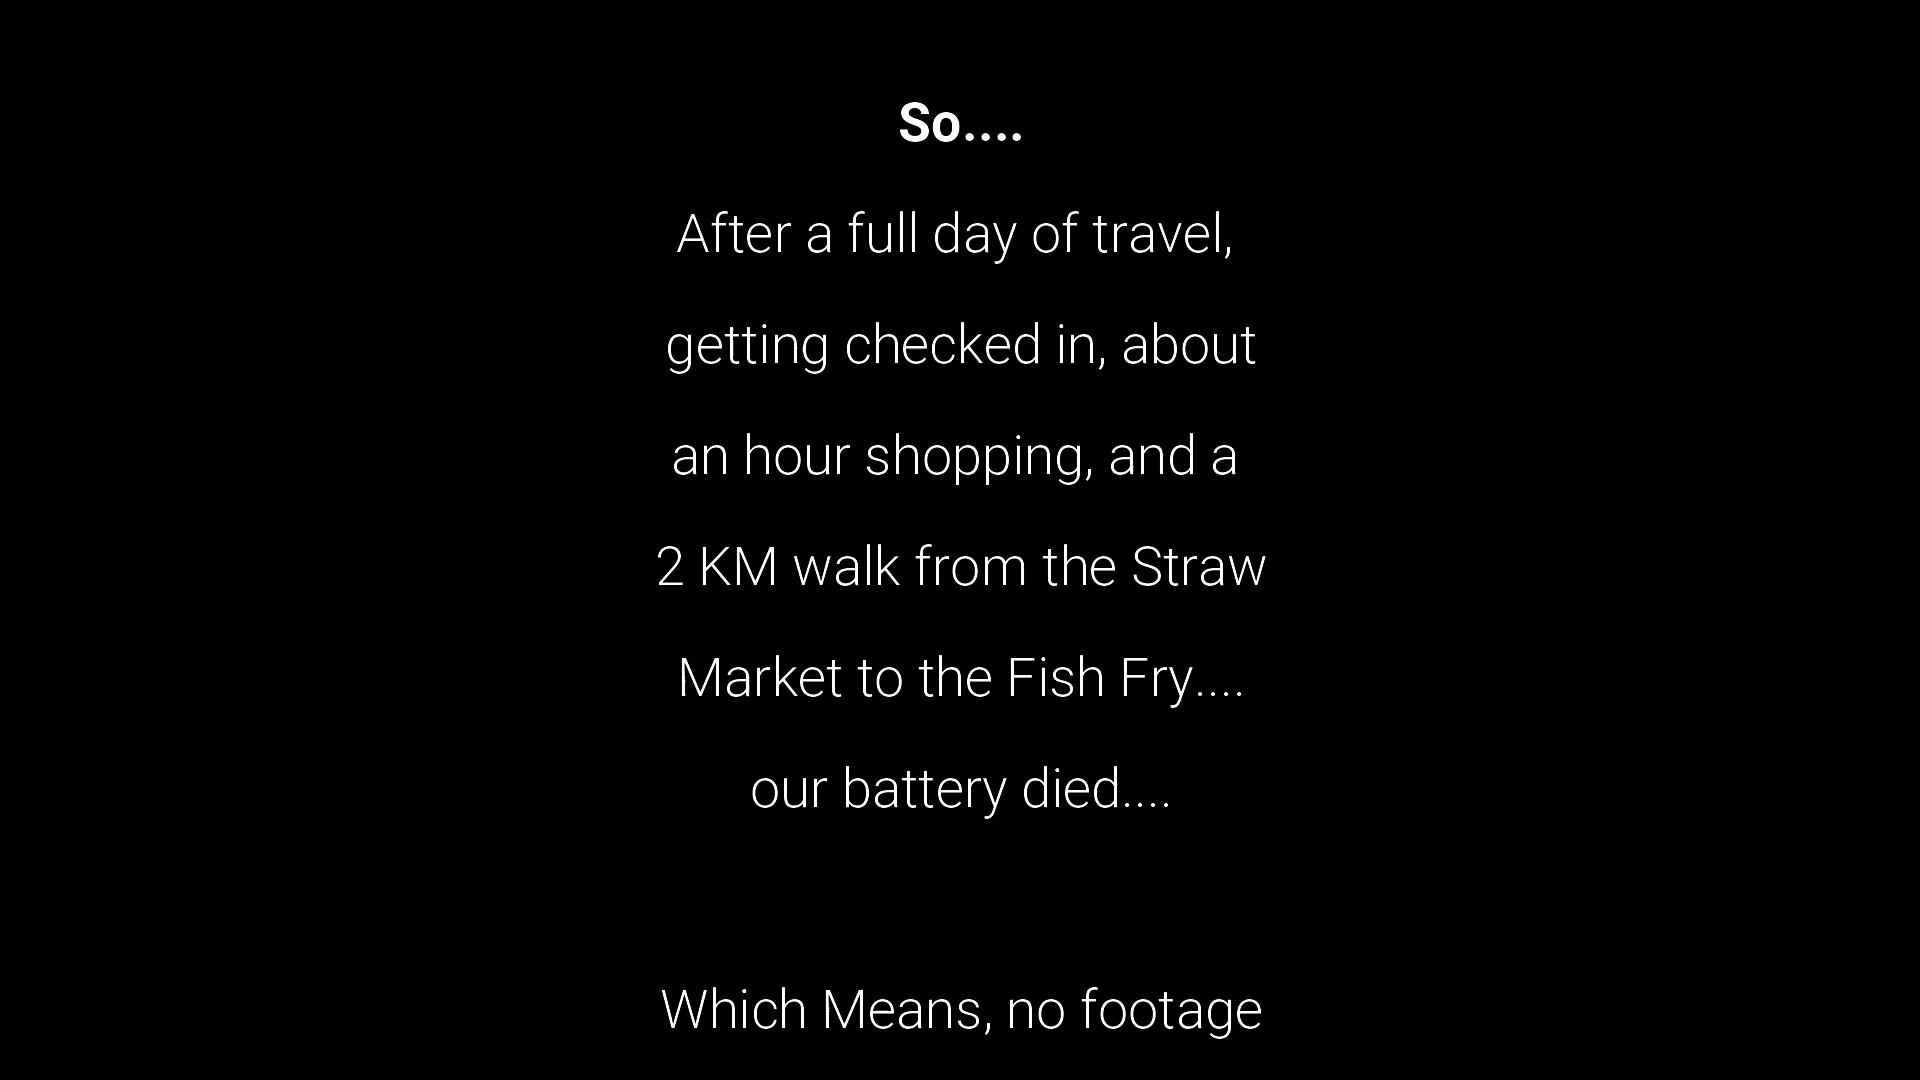 So....
After a full day of travel,
getting checked in, about
an hour shopping, and a
2 KM walk from the Straw
Market to the Fish Fry....
our battery died....
Which Means, no footage